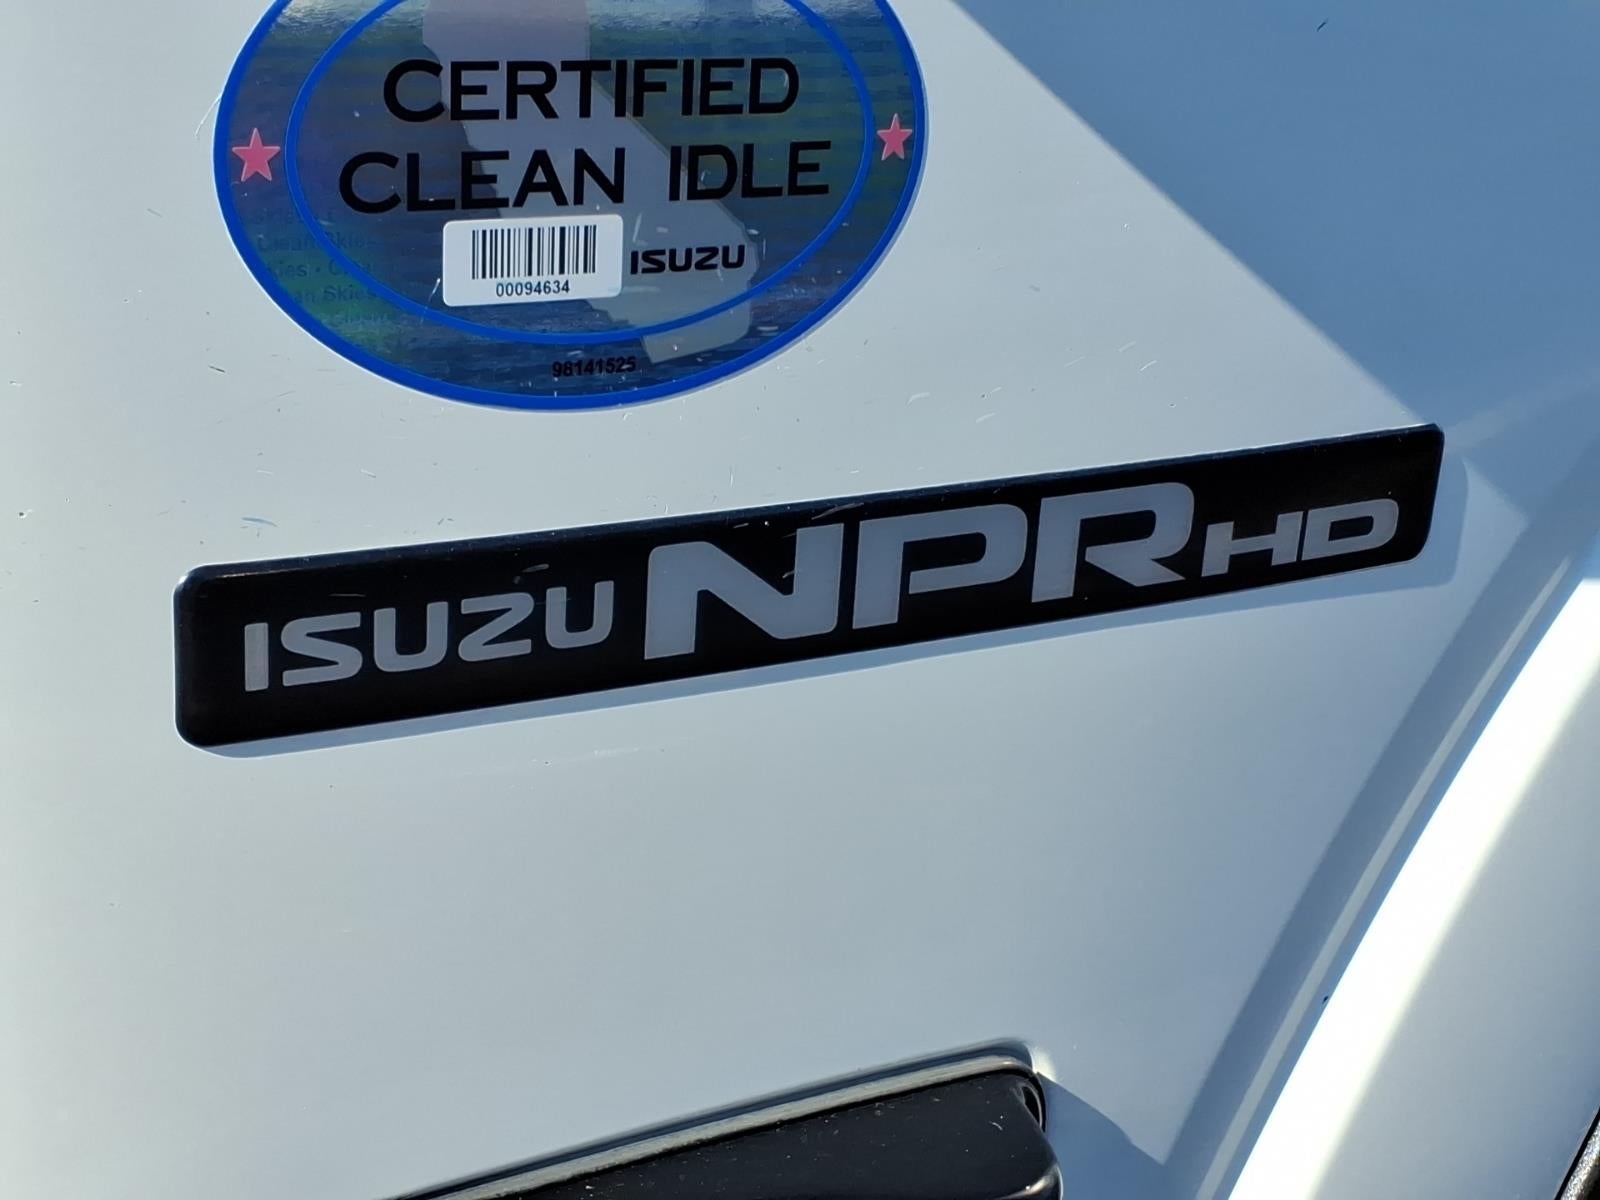 CERTIFIED
CLEAN IDLE
00094634
ISUZU
98141525
ISUZU NPR HD